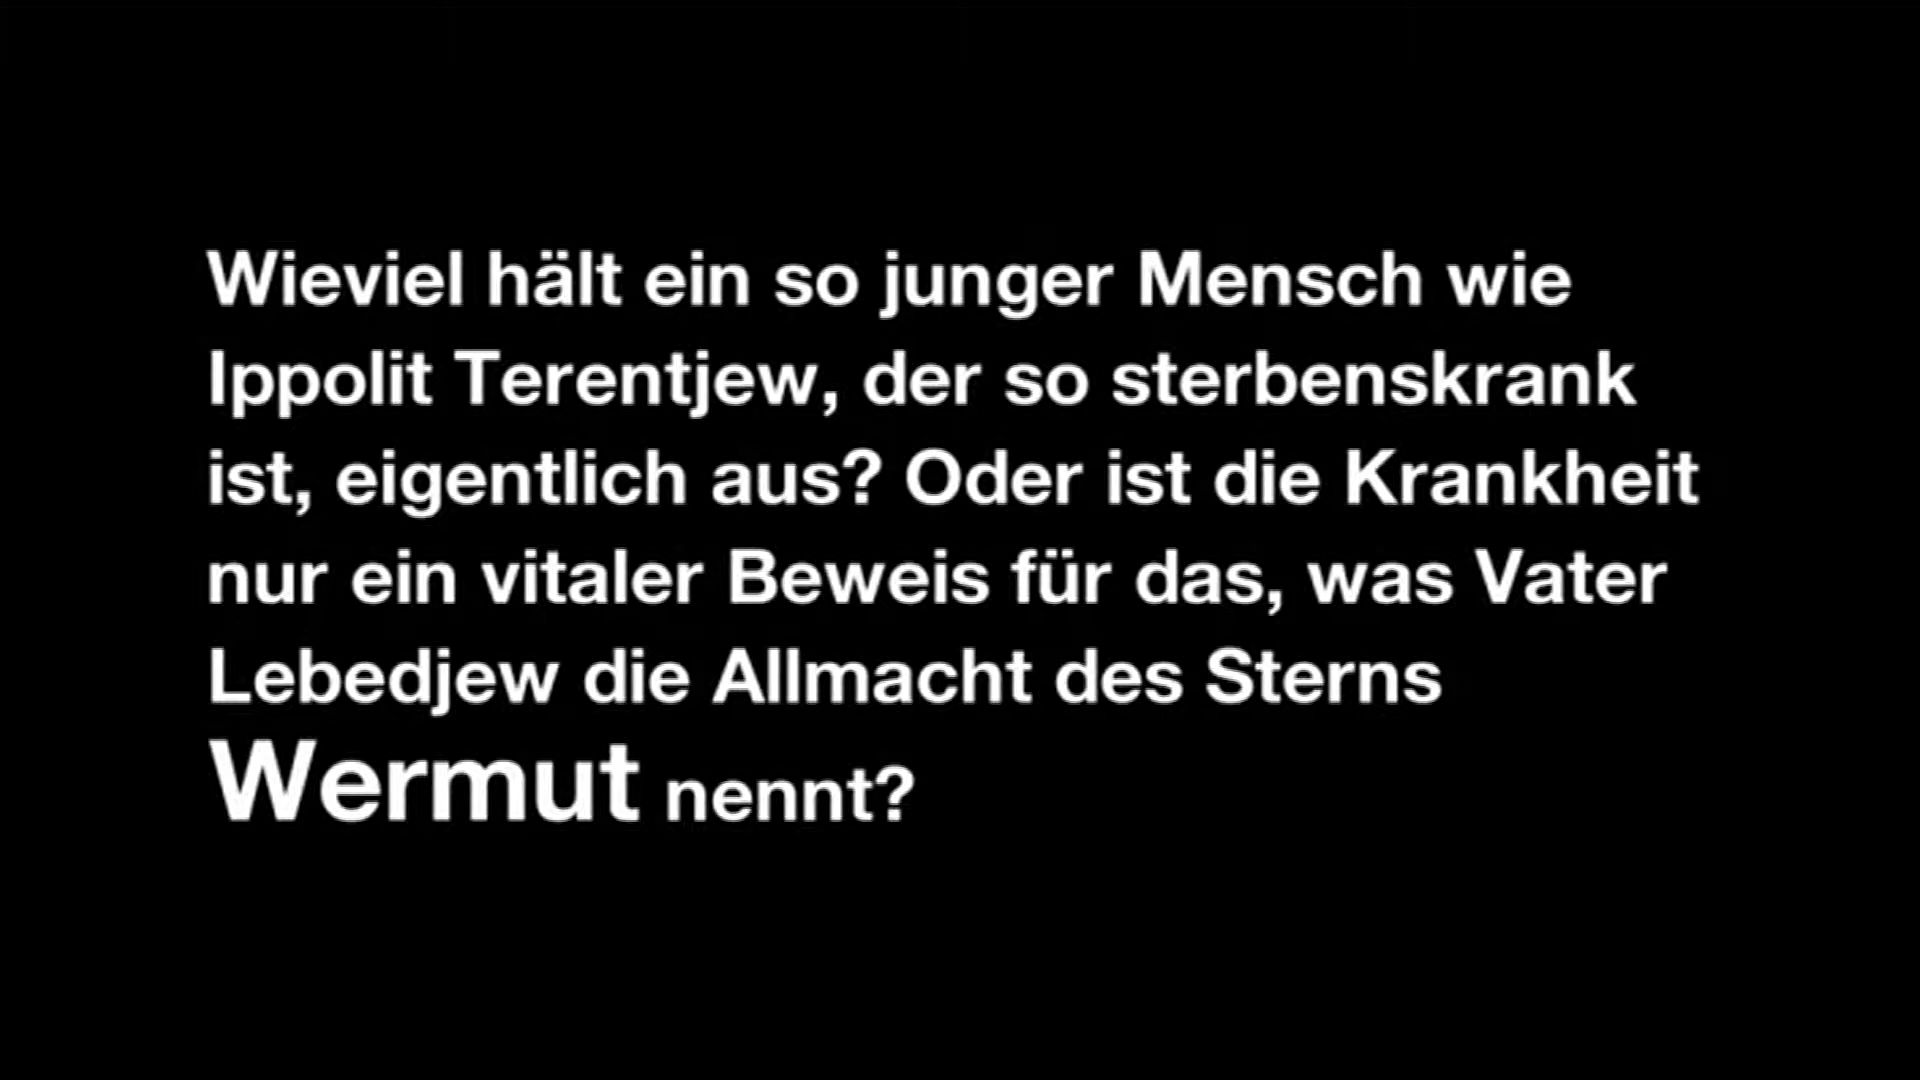 Wieviel hält ein so junger Mensch wie
Ippolit Terentjew, der so sterbenskrank
ist, eigentlich aus? Oder ist die Krankheit
nur ein vitaler Beweis für das, was Vater
Lebedjew die Allmacht des Sterns
Wermut nennt?